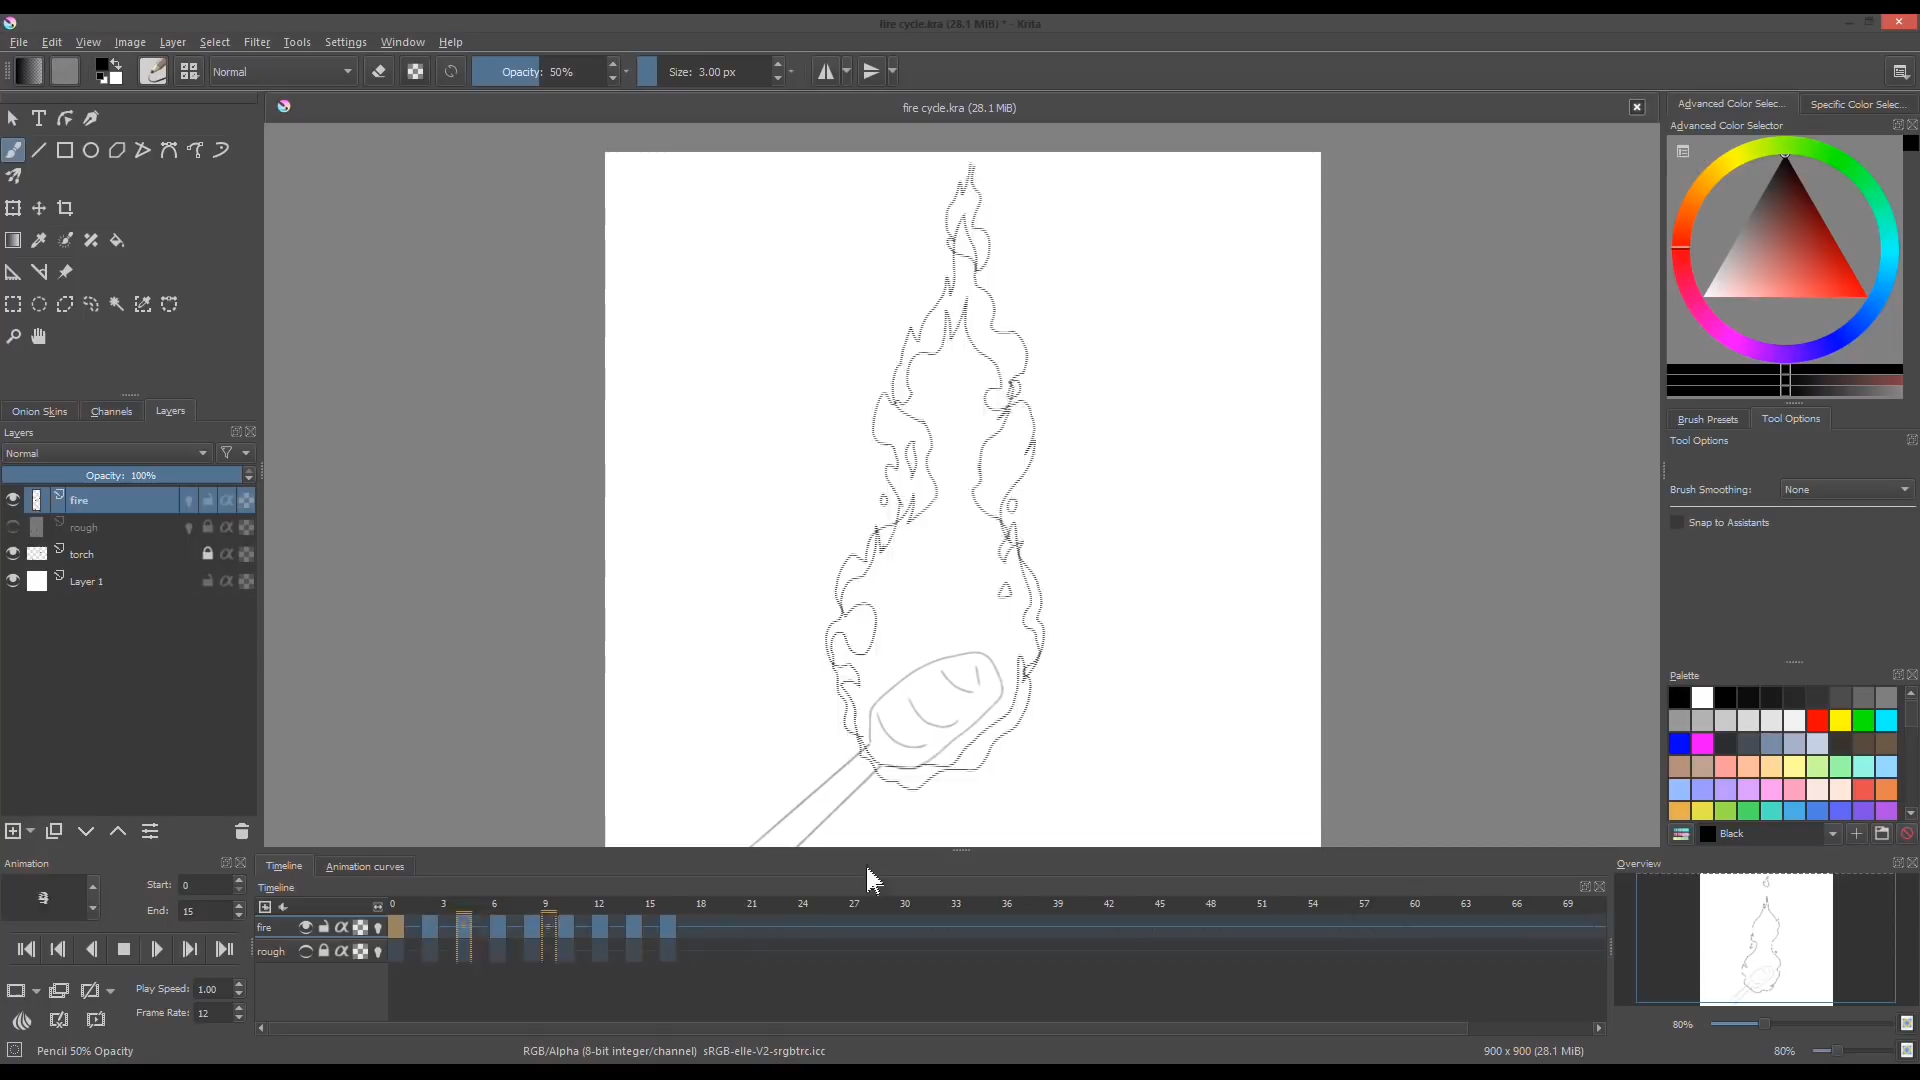 fire cycle.kra (28.1 MiB) * - Krita
File Edit View Image Layer Select Filter Tools Settings Window Help
Normal Opacity: 50% Size: 3.00 px
fire cycle.kra (28.1 MiB)
Advanced Color Selec... Specific Color Selec...
Advanced Color Selector
Onion Skins Channels Layers
Layers
Normal
Opacity: 100%
fire
rough
torch
Layer 1
Brush Presets Tool Options
Tool Options
Brush Smoothing: None
Snap to Assistants
Palette
Black
Animation
Start: 0
End: 15
Play Speed: 1.00
Frame Rate: 12
Timeline Animation curves
Timeline
0 3 6 9 12 15 18 21 24 27 30 33 36 39 42 45 48 51 54 57 60 63 66 69
fire
rough
Overview
80%
80%
Pencil 50% Opacity
RGB/Alpha (8-bit integer/channel) sRGB-elle-V2-srgbtrc.icc
900 x 900 (28.1 MiB)